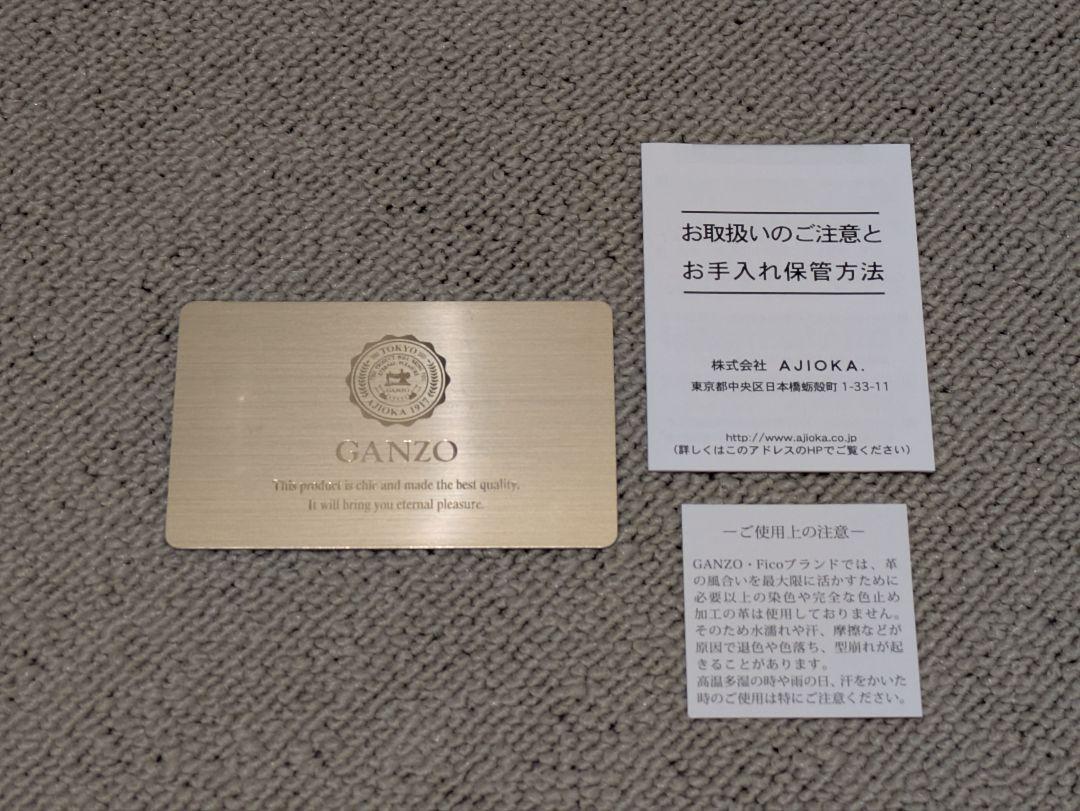 TOKYO
AJIOKA 1917
GANZO
This product is chic and made the best quality.
It will bring you eternal pleasure.
お取扱いのご注意と
お手入れ保管方法
株式会社 AJIOKA.
東京都中央区日本橋蛎殻町 1-33-11
http://www.ajioka.co.jp
(詳しくはこのアドレスのHPでご覧ください)
―ご使用上の注意―
GANZO・Ficoブランドでは、革
の風合いを最大限に活かすために
必要以上の染色や完全な色止め
加工の革は使用しておりません。
そのため水濡れや汗、摩擦などが
原因で退色や色落ち、型崩れが起
きることがあります。
高温多湿の時や雨の日、汗をかいた
時のご使用は特にご注意ください。